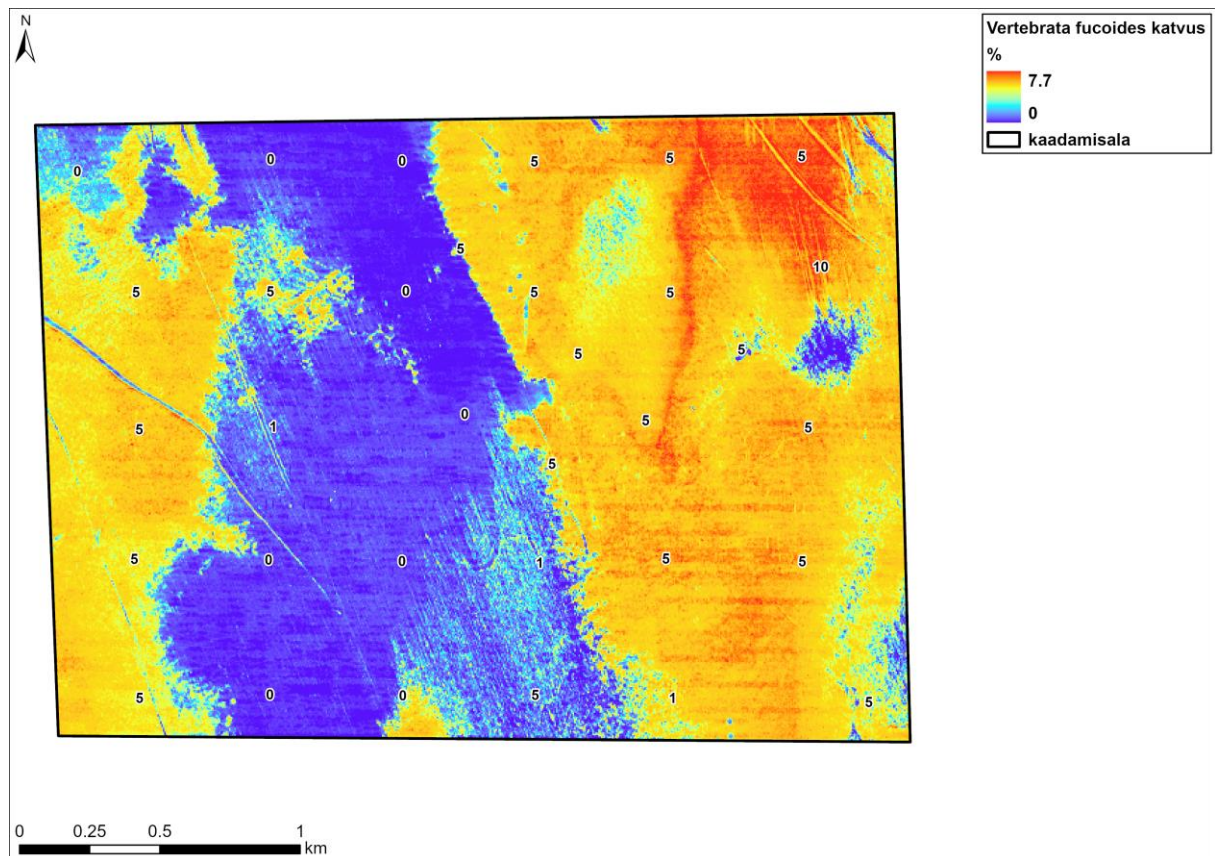 N
Vertebrata fucoides katvus
%
7.7
0
kaadamisala
0 0 0 5 5 5
5 5 0 5 5 10
5
5 5
5 1 0 5 5
5
5 0 0 1 5 5
5 0 0 5 1 5
0 0.25 0.5 1
km